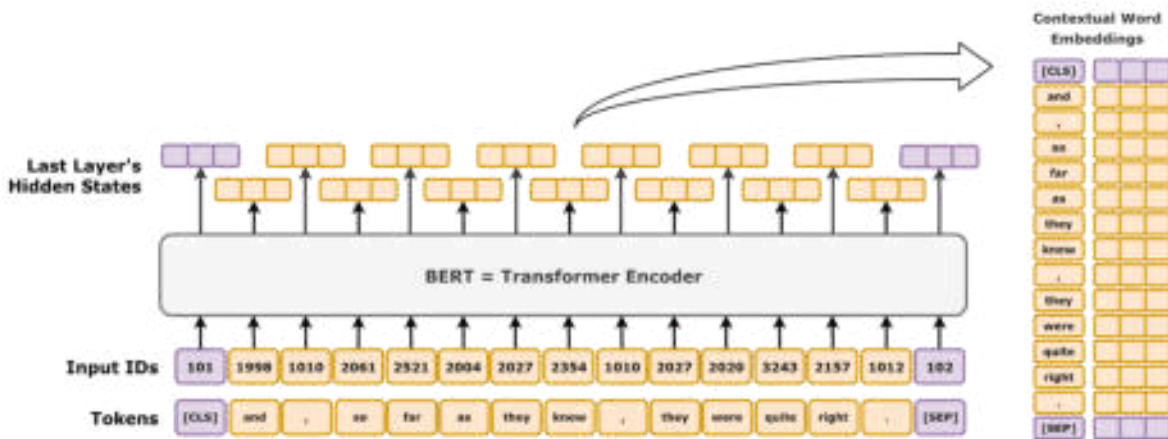 Contextual Word
Embeddings
[CLS]
and
,
so
far
as
they
knew
,
they
were
quite
right
.
[SEP]
Last Layer's
Hidden States
BERT = Transformer Encoder
Input IDs 101 1998 1010 2061 2521 2004 2027 2354 1010 2027 2020 3243 2157 1012 102
Tokens [CLS] and , so far as they knew , they were quite right . [SEP]